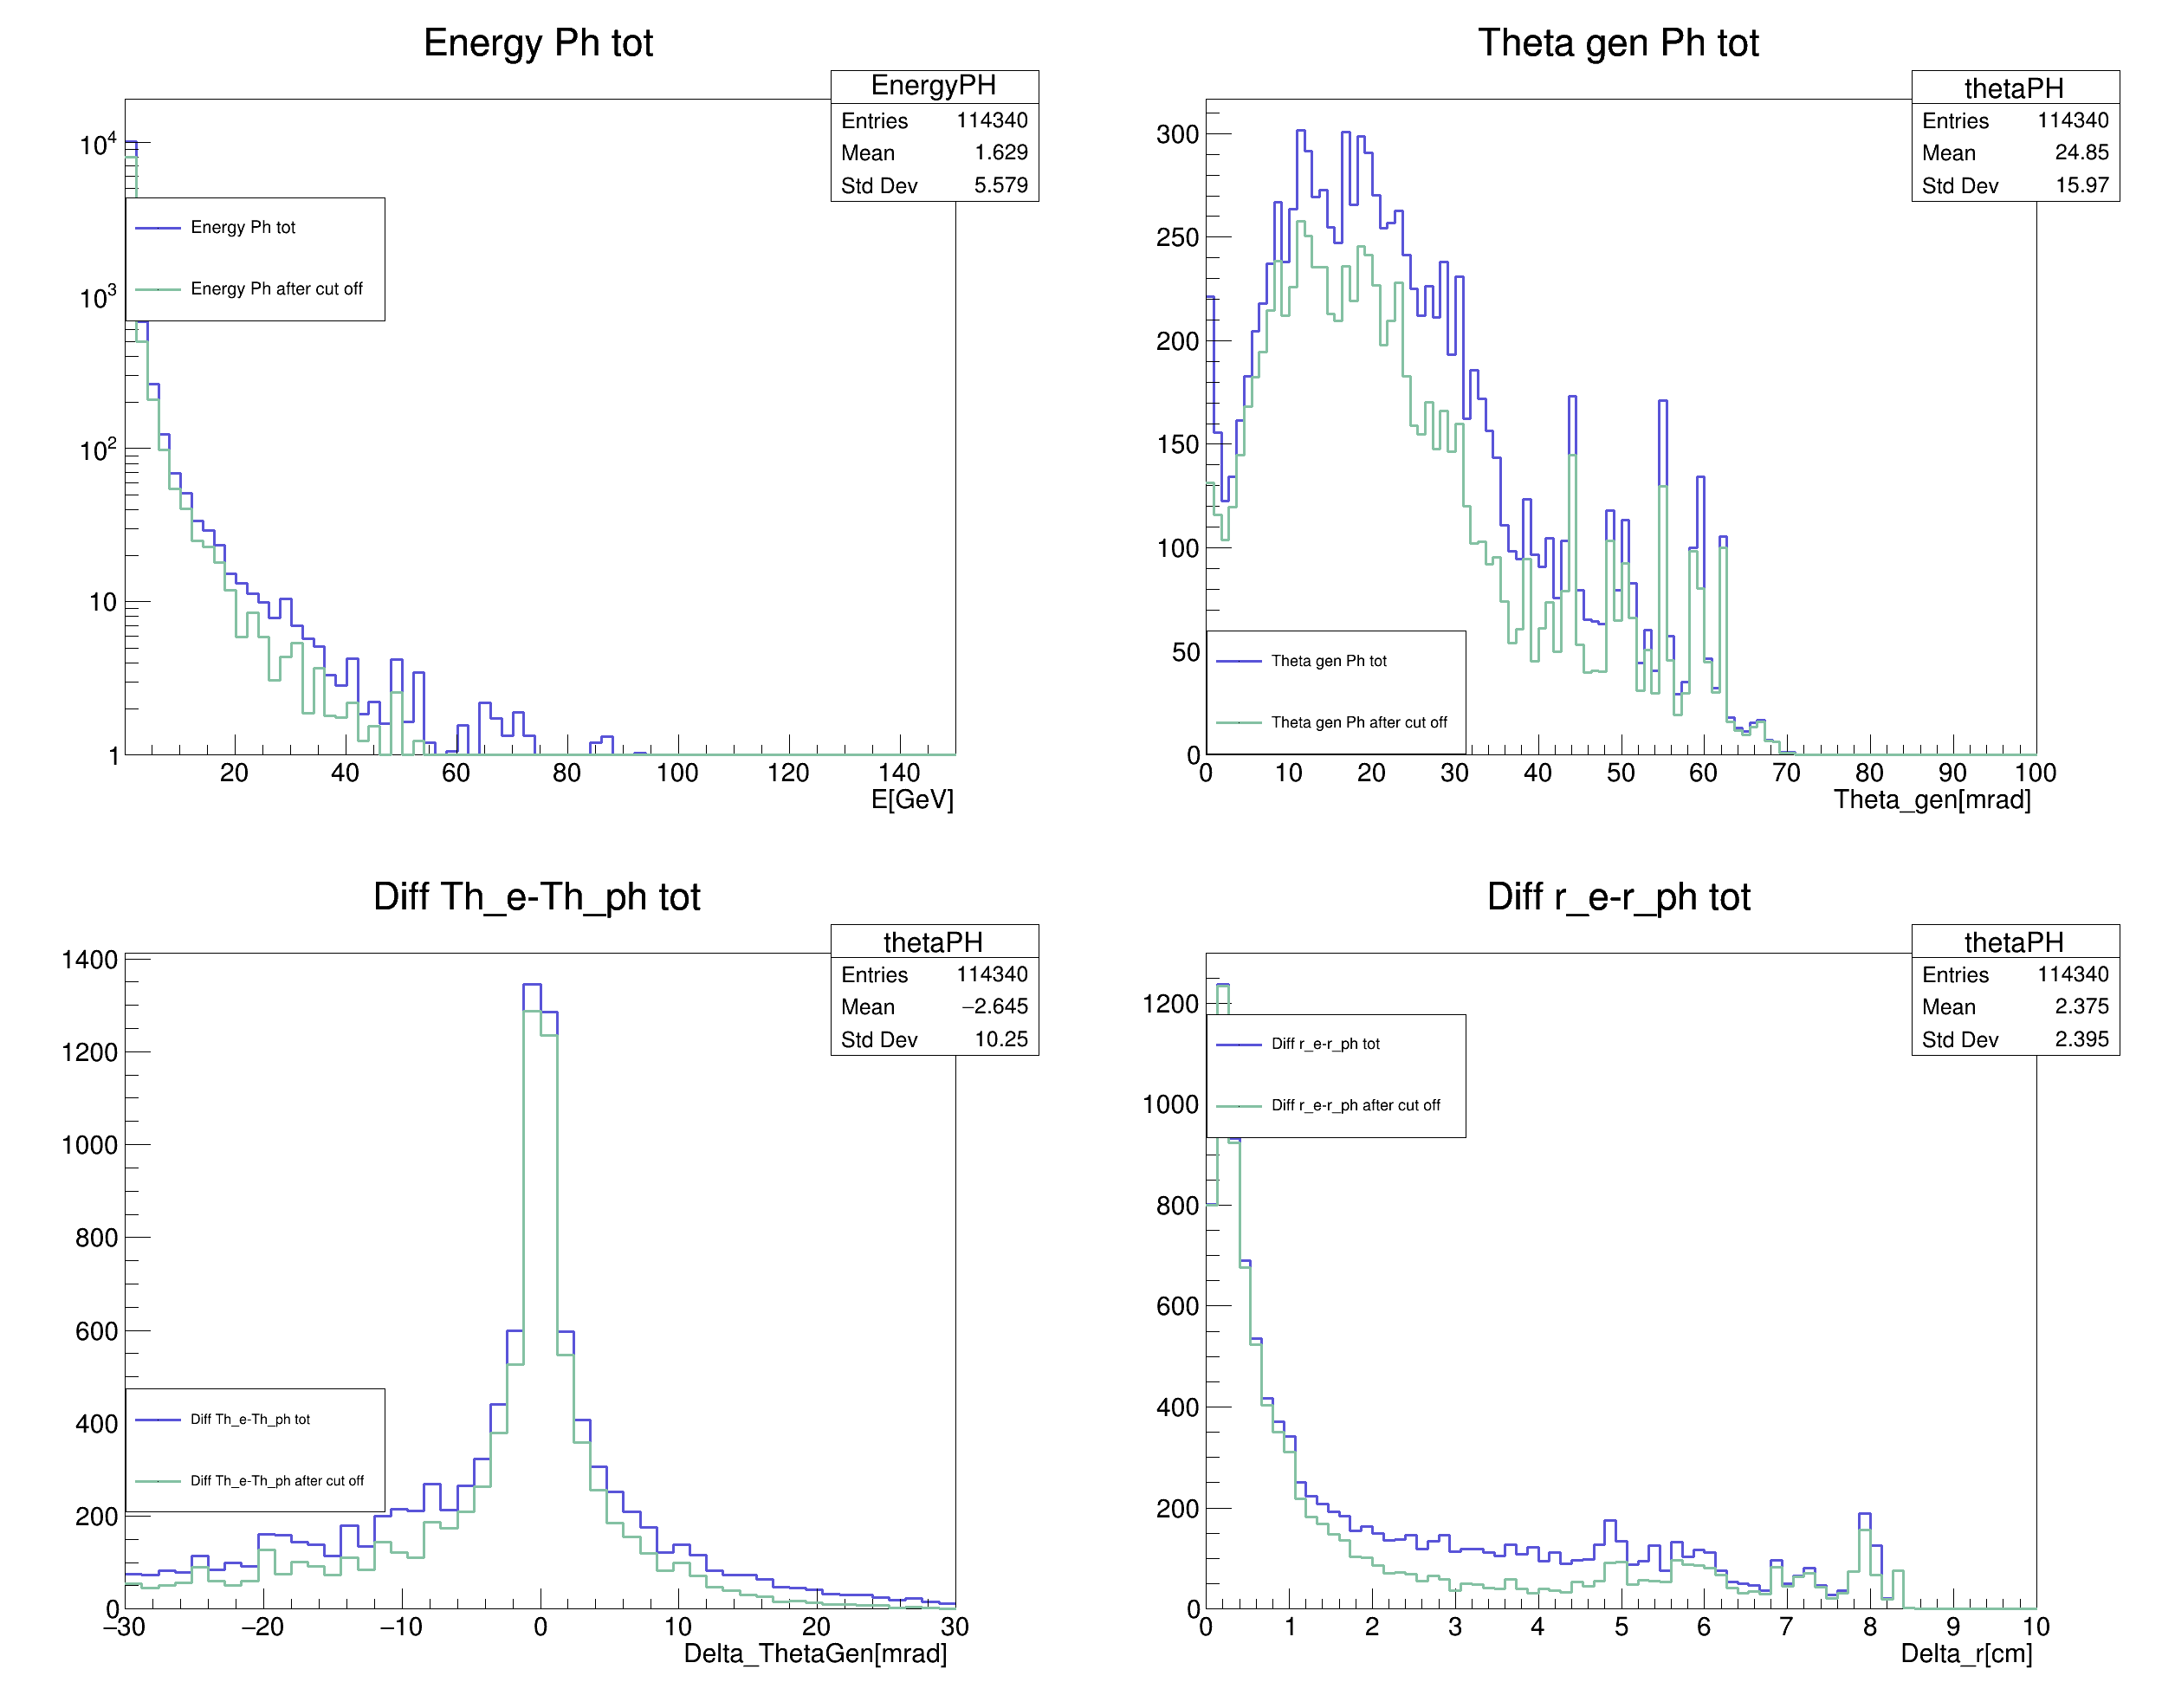 Energy Ph tot
EnergyPH
Entries 114340
Mean 1.629
Std Dev 5.579
10^4
10^3
10^2
10
1
Energy Ph tot
Energy Ph after cut off
20 40 60 80 100 120 140
E[GeV]
Theta gen Ph tot
thetaPH
Entries 114340
Mean 24.85
Std Dev 15.97
300
250
200
150
100
50
0
Theta gen Ph tot
Theta gen Ph after cut off
0 10 20 30 40 50 60 70 80 90 100
Theta_gen[mrad]
Diff Th_e-Th_ph tot
thetaPH
Entries 114340
Mean −2.645
Std Dev 10.25
1400
1200
1000
800
600
400
200
0
Diff Th_e-Th_ph tot
Diff Th_e-Th_ph after cut off
−30 −20 −10 0 10 20 30
Delta_ThetaGen[mrad]
Diff r_e-r_ph tot
thetaPH
Entries 114340
Mean 2.375
Std Dev 2.395
1200
1000
800
600
400
200
0
Diff r_e-r_ph tot
Diff r_e-r_ph after cut off
0 1 2 3 4 5 6 7 8 9 10
Delta_r[cm]